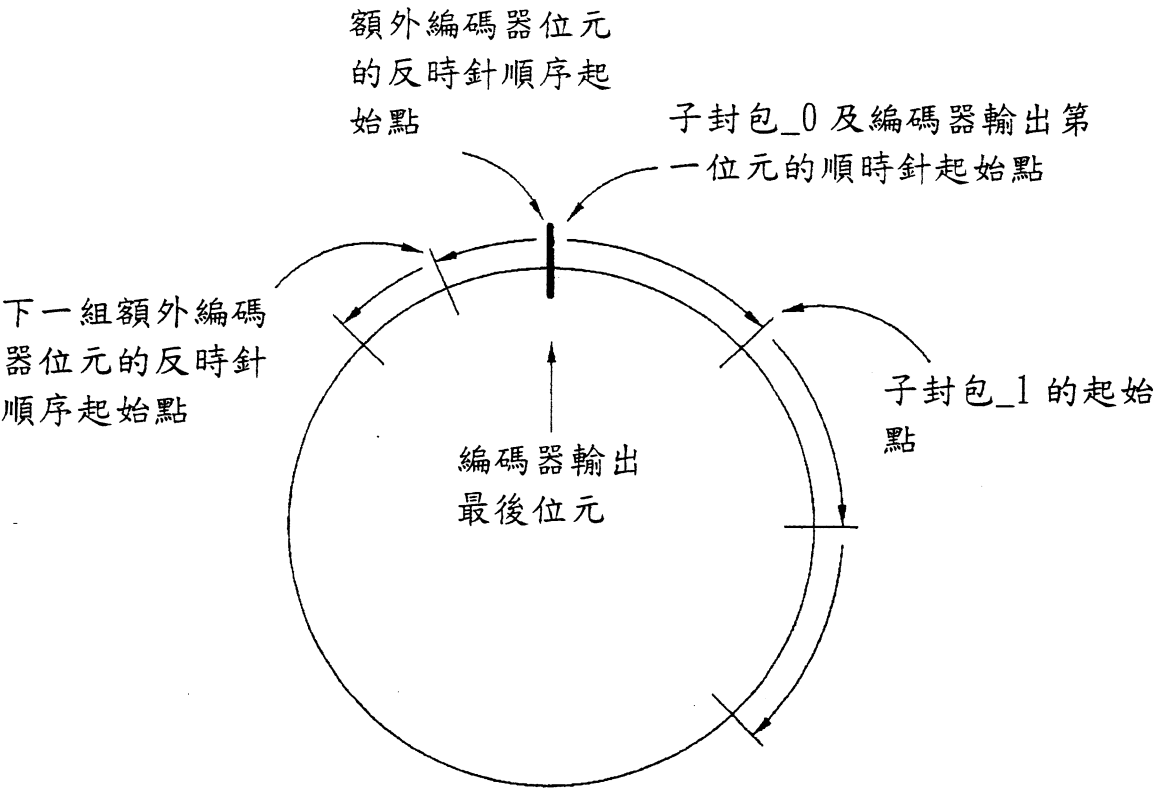 額外編碼器位元
的反時針順序起
始點
子封包_0 及編碼器輸出第
一位元的順時針起始點
下一組額外編碼
器位元的反時針
順序起始點
子封包_1 的起始
點
編碼器輸出
最後位元